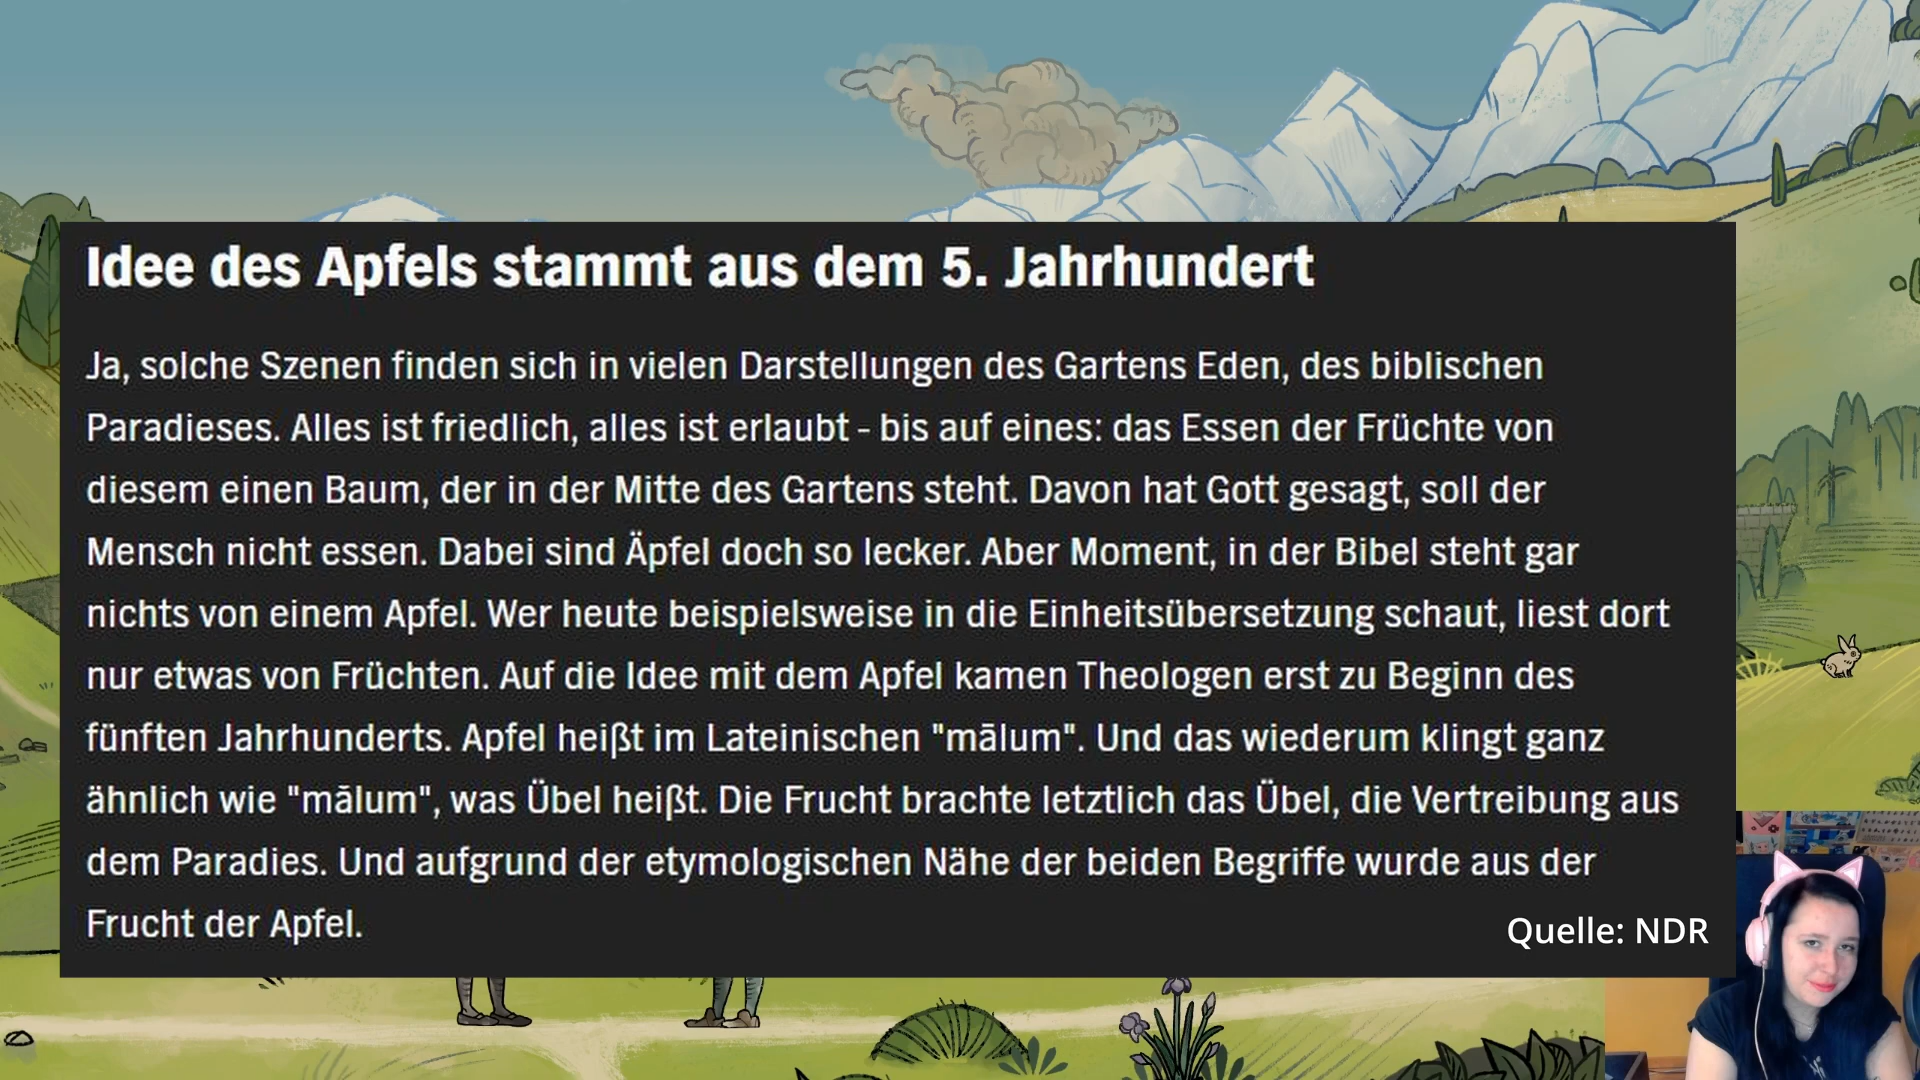 Idee des Apfels stammt aus dem 5. Jahrhundert
Ja, solche Szenen finden sich in vielen Darstellungen des Gartens Eden, des biblischen
Paradieses. Alles ist friedlich, alles ist erlaubt - bis auf eines: das Essen der Früchte von
diesem einen Baum, der in der Mitte des Gartens steht. Davon hat Gott gesagt, soll der
Mensch nicht essen. Dabei sind Äpfel doch so lecker. Aber Moment, in der Bibel steht gar
nichts von einem Apfel. Wer heute beispielsweise in die Einheitsübersetzung schaut, liest dort
nur etwas von Früchten. Auf die Idee mit dem Apfel kamen Theologen erst zu Beginn des
fünften Jahrhunderts. Apfel heißt im Lateinischen "mālum". Und das wiederum klingt ganz
ähnlich wie "mālum", was Übel heißt. Die Frucht brachte letztlich das Übel, die Vertreibung aus
dem Paradies. Und aufgrund der etymologischen Nähe der beiden Begriffe wurde aus der
Frucht der Apfel.
Quelle: NDR